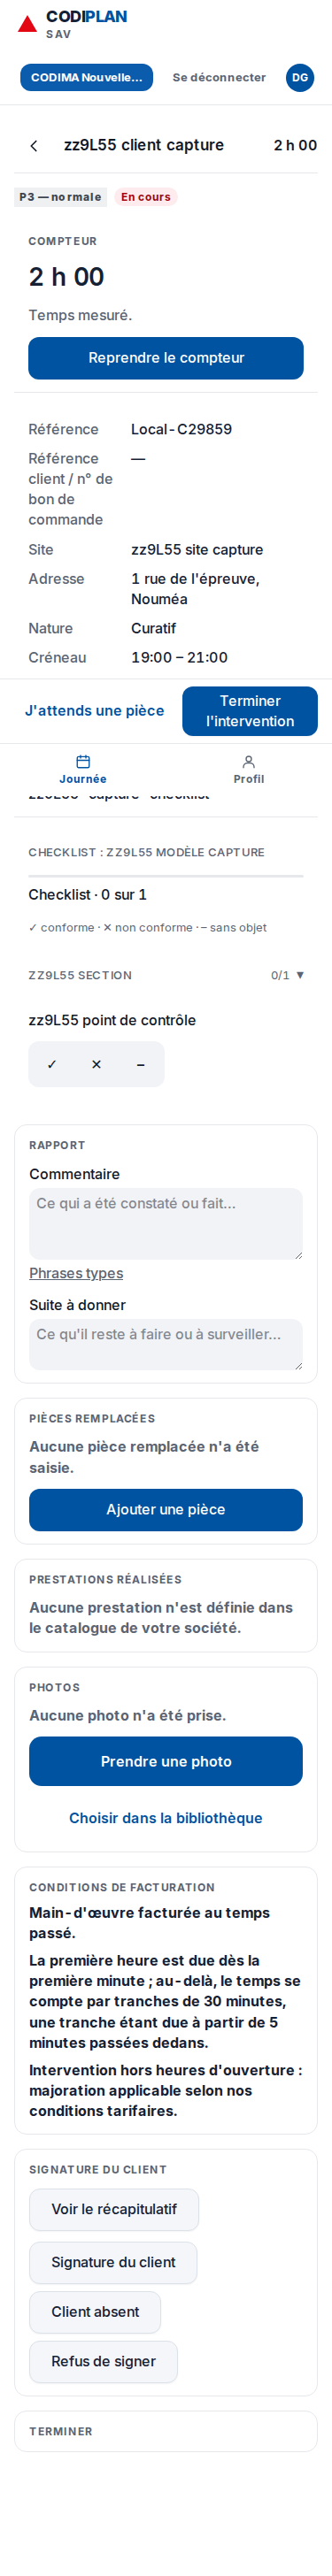 CODIPLAN
SAV
CODIMA Nouvelle... Se déconnecter DG
zz9L55 client capture 2 h 00
P3 — normale En cours
COMPTEUR
2 h 00
Temps mesuré.
Reprendre le compteur
Référence Local-C29859
Référence —
client / n° de
bon de
commande
Site zz9L55 site capture
Adresse 1 rue de l'épreuve,
Nouméa
Nature Curatif
Créneau 19:00 – 21:00
J'attends une pièce Terminer
l'intervention
Journée Profil
CHECKLIST : ZZ9L55 MODÈLE CAPTURE
Checklist · 0 sur 1
✓ conforme · ✕ non conforme · – sans objet
ZZ9L55 SECTION 0/1 ▼
zz9L55 point de contrôle
✓ ✕ –
RAPPORT
Commentaire
Ce qui a été constaté ou fait...
Phrases types
Suite à donner
Ce qu'il reste à faire ou à surveiller...
PIÈCES REMPLACÉES
Aucune pièce remplacée n'a été
saisie.
Ajouter une pièce
PRESTATIONS RÉALISÉES
Aucune prestation n'est définie dans
le catalogue de votre société.
PHOTOS
Aucune photo n'a été prise.
Prendre une photo
Choisir dans la bibliothèque
CONDITIONS DE FACTURATION
Main-d'œuvre facturée au temps
passé.
La première heure est due dès la
première minute ; au-delà, le temps se
compte par tranches de 30 minutes,
une tranche étant due à partir de 5
minutes passées dedans.
Intervention hors heures d'ouverture :
majoration applicable selon nos
conditions tarifaires.
SIGNATURE DU CLIENT
Voir le récapitulatif
Signature du client
Client absent
Refus de signer
TERMINER